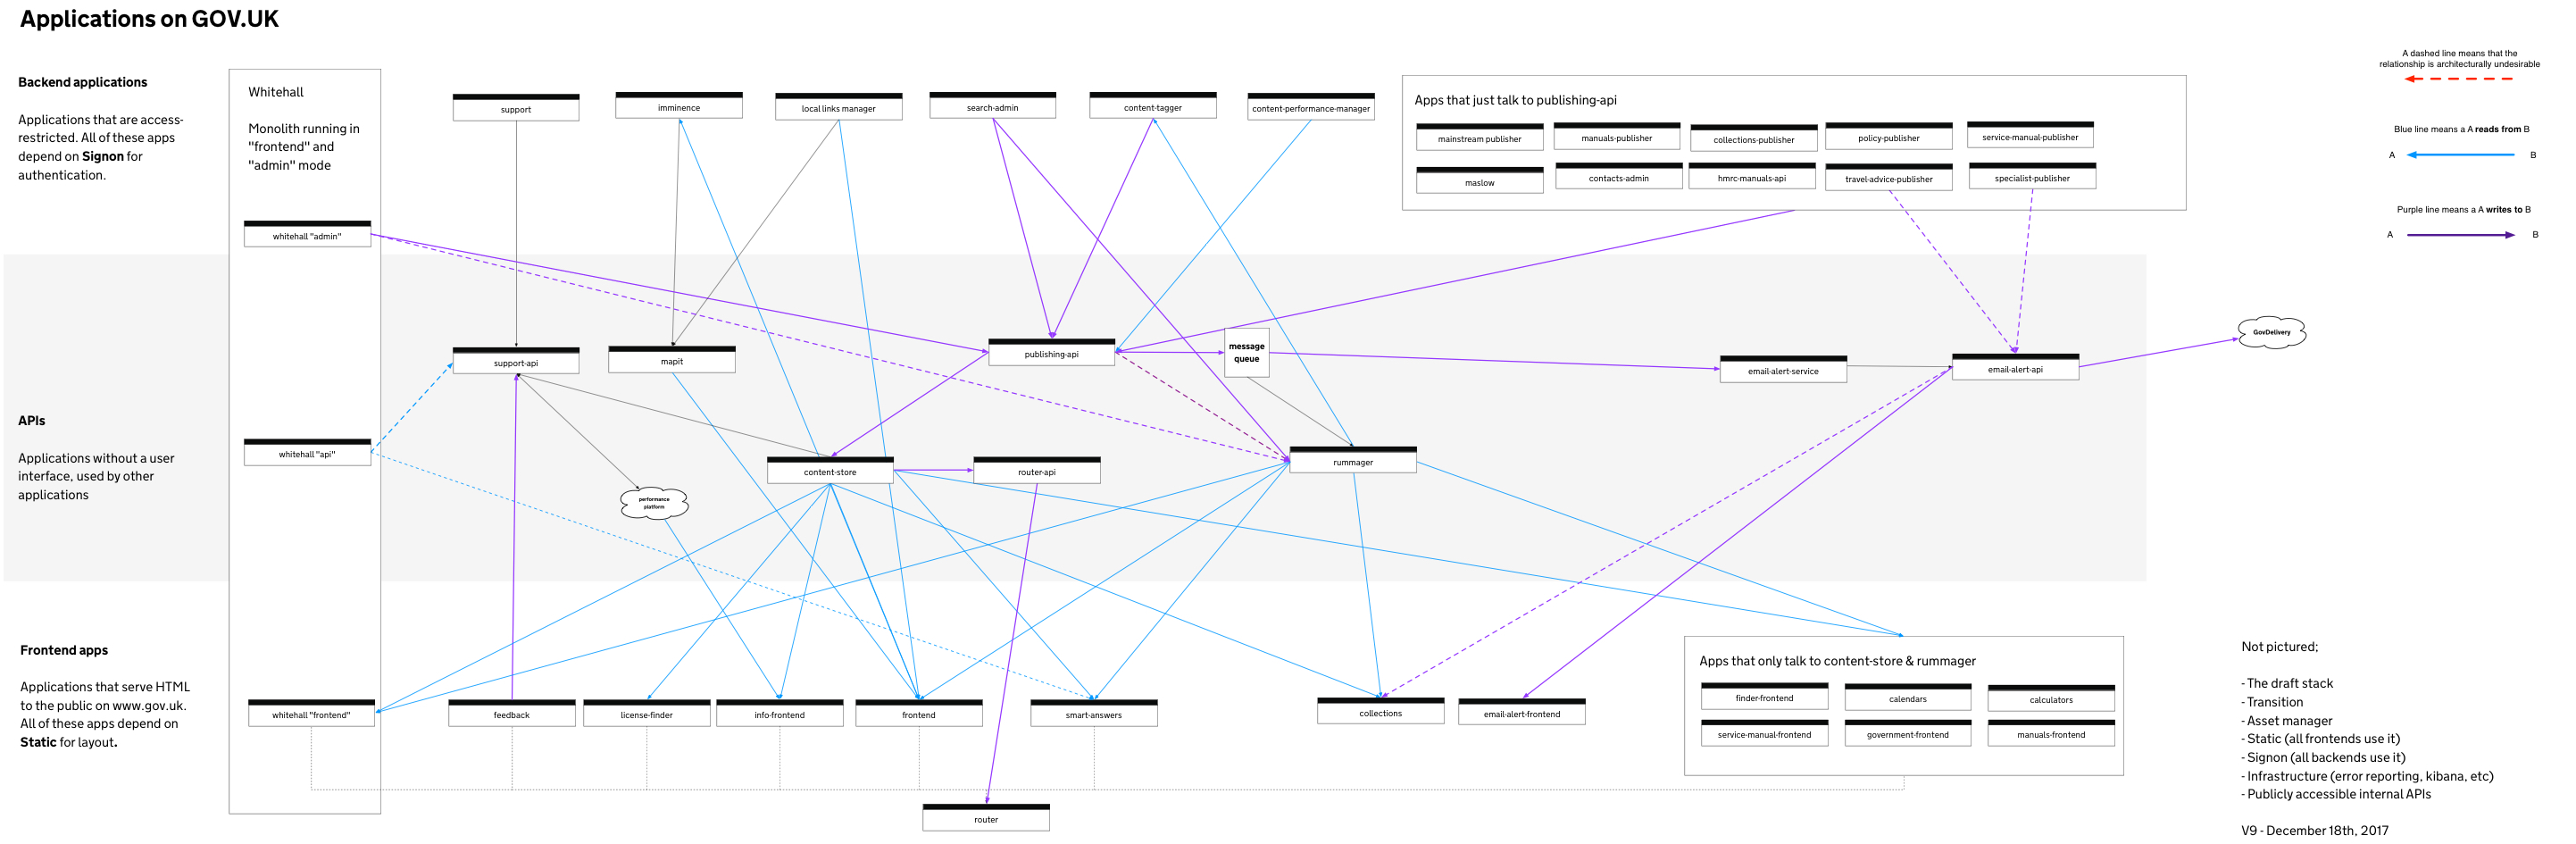 Applications on GOV.UK
Backend applications
Applications that are access-
restricted. All of these apps
depend on Signon for
authentication.
Whitehall
Monolith running in
"frontend" and
"admin" mode
support
imminence
local links manager
search-admin
content-tagger
content-performance-manager
Apps that just talk to publishing-api
mainstream publisher
manuals-publisher
collections-publisher
policy-publisher
service-manual-publisher
maslow
contacts-admin
hmrc-manuals-api
travel-advice-publisher
specialist-publisher
A dashed line means that the
relationship is architecturally undesirable
Blue line means a A reads from B
A
B
Purple line means a A writes to B
A
B
whitehall "admin"
APIs
Applications without a user
interface, used by other
applications
support-api
mapit
publishing-api
message
queue
email-alert-service
email-alert-api
GovDelivery
whitehall "api"
content-store
router-api
rummager
performance
platform
Frontend apps
Applications that serve HTML
to the public on www.gov.uk.
All of these apps depend on
Static for layout.
whitehall "frontend"
feedback
license-finder
info-frontend
frontend
smart-answers
collections
email-alert-frontend
Apps that only talk to content-store & rummager
finder-frontend
calendars
calculators
service-manual-frontend
government-frontend
manuals-frontend
router
Not pictured;
- The draft stack
- Transition
- Asset manager
- Static (all frontends use it)
- Signon (all backends use it)
- Infrastructure (error reporting, kibana, etc)
- Publicly accessible internal APIs
V9 - December 18th, 2017